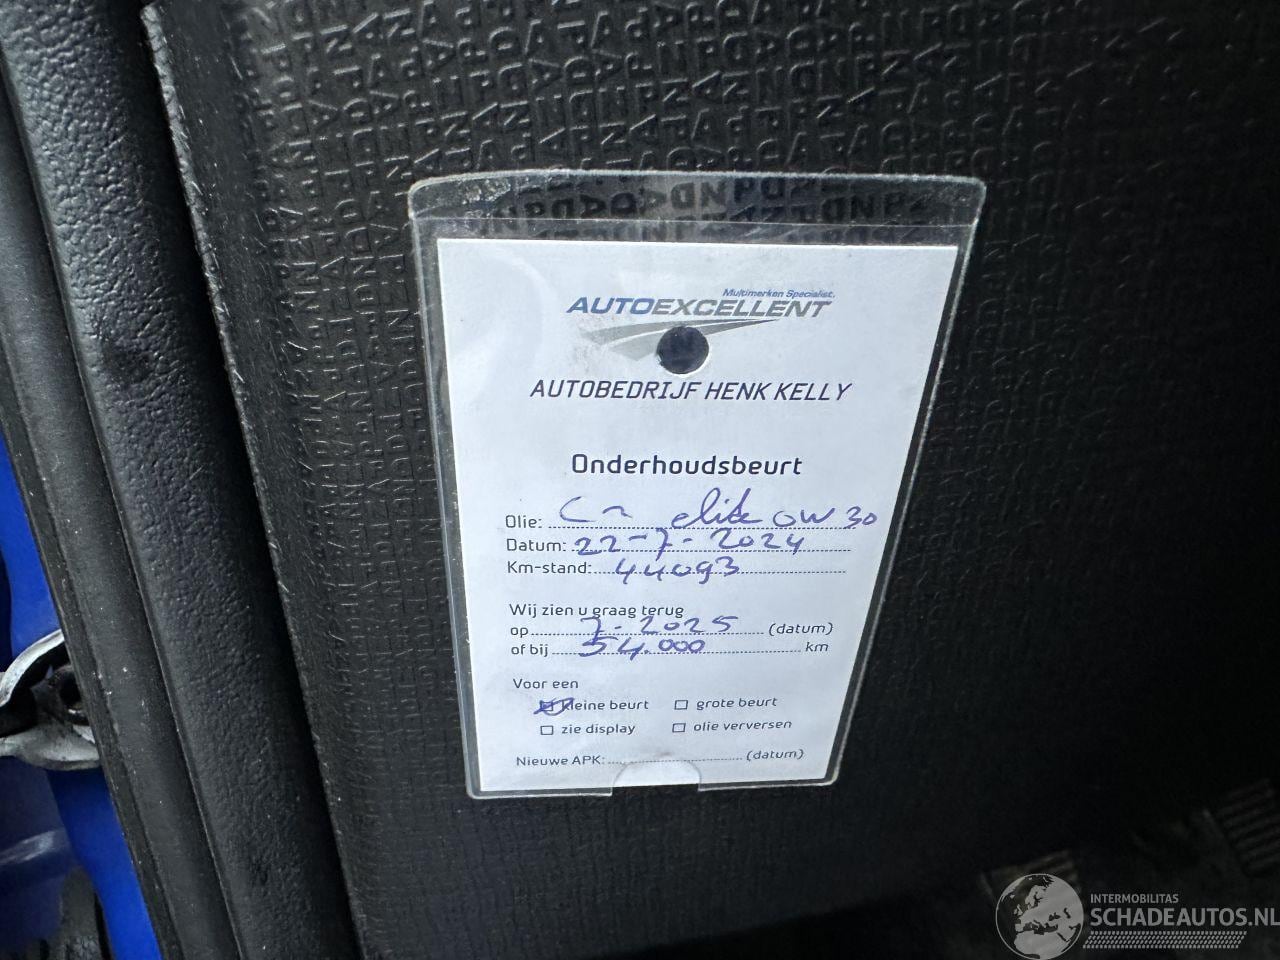 Multimerken Specialist.
AUTOEXCELLENT
AUTOBEDRIJF HENK KELLY
Onderhoudsbeurt
Olie: elite 0W30
Datum: 22-7-2024
Km-stand: 44093
Wij zien u graag terug
op 7-2025 (datum)
of bij 54.000 km
Voor een
kleine beurt grote beurt
zie display olie verversen
Nieuwe APK: (datum)
INTERMOBILITAS
SCHADEAUTOS.NL